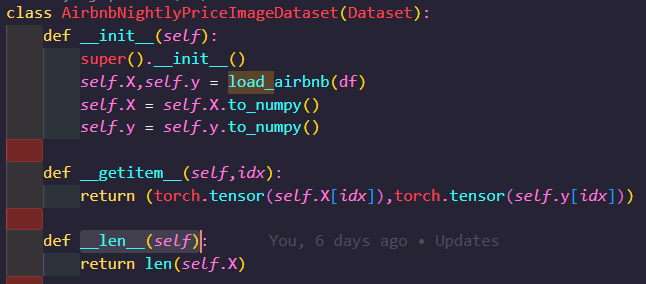 class AirbnbNightlyPriceImageDataset(Dataset):
    def __init__(self):
        super().__init__()
        self.X,self.y = load_airbnb(df)
        self.X = self.X.to_numpy()
        self.y = self.y.to_numpy()
    def __getitem__(self,idx):
        return (torch.tensor(self.X[idx]),torch.tensor(self.y[idx]))
    def __len__(self):    You, 6 days ago • Updates
        return len(self.X)